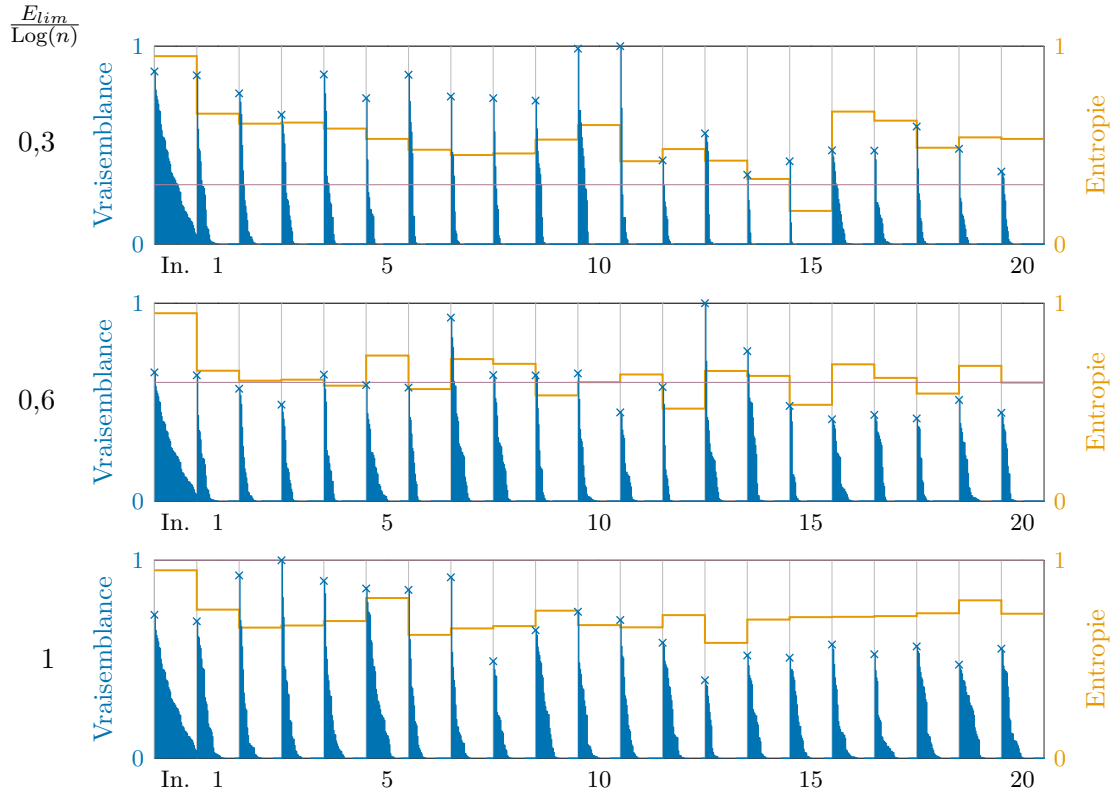 E_lim
Log(n)
0,3
Vraisemblance
1
0
1
0
Entropie
In. 1 5 10 15 20
0,6
Vraisemblance
1
0
1
0
Entropie
In. 1 5 10 15 20
1
Vraisemblance
1
0
1
0
Entropie
In. 1 5 10 15 20